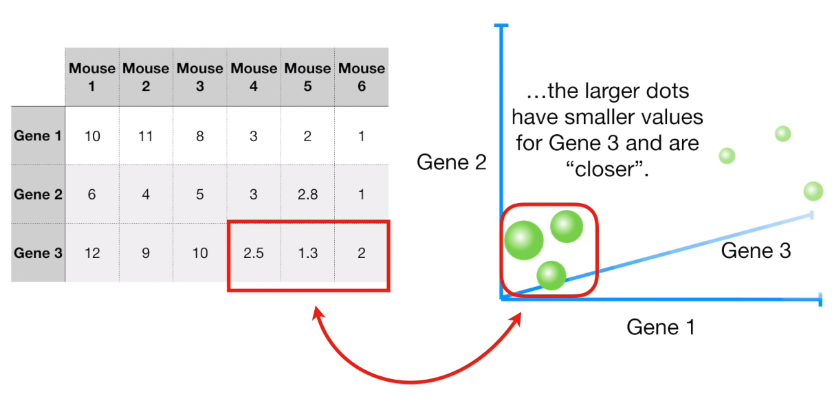 Mouse 1 Mouse 2 Mouse 3 Mouse 4 Mouse 5 Mouse 6
Gene 1 10 11 8 3 2 1
Gene 2 6 4 5 3 2.8 1
Gene 3 12 9 10 2.5 1.3 2
…the larger dots
have smaller values
for Gene 3 and are
“closer”.
Gene 2
Gene 3
Gene 1